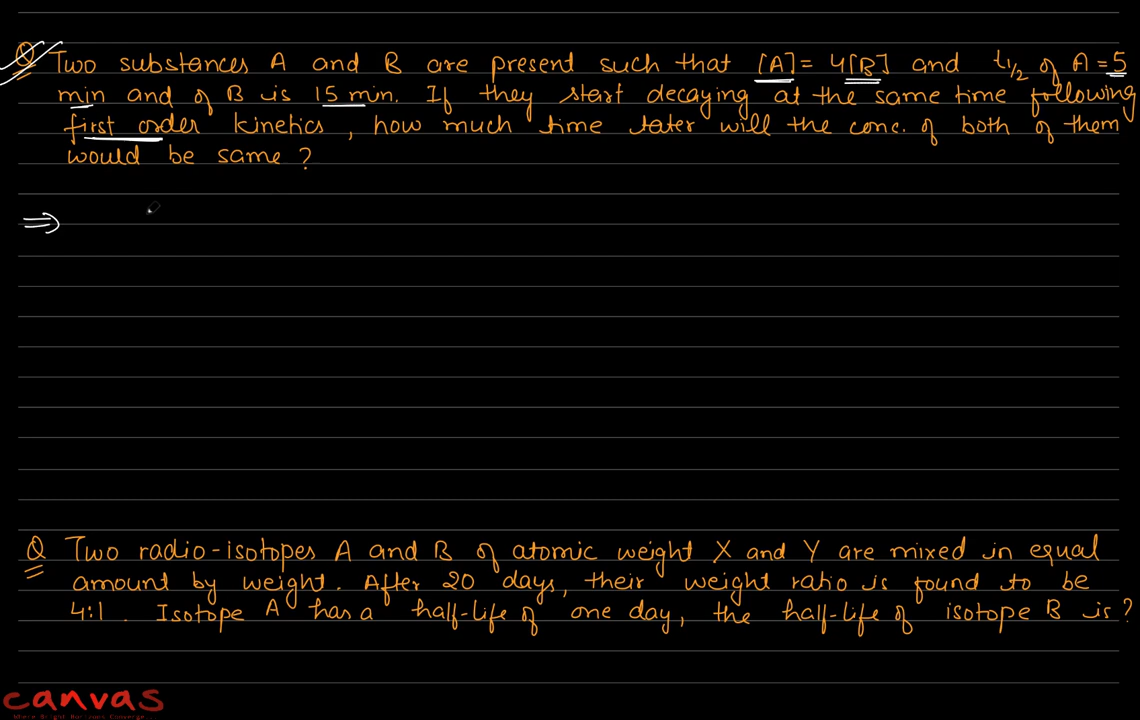 Q Two substances A and B are present such that [A] = 4[B] and t1/2 of A = 5
min and of B is 15 min. If they start decaying at the same time following
first order kinetics, how much time later will the conc. of both of them
would be same?
⇒
Q Two radio-isotopes A and B of atomic weight X and Y are mixed in equal
amount by weight. After 20 days, their weight ratio is found to be
4:1. Isotope A has a half-life of one day, the half-life of isotope B is?
canvas